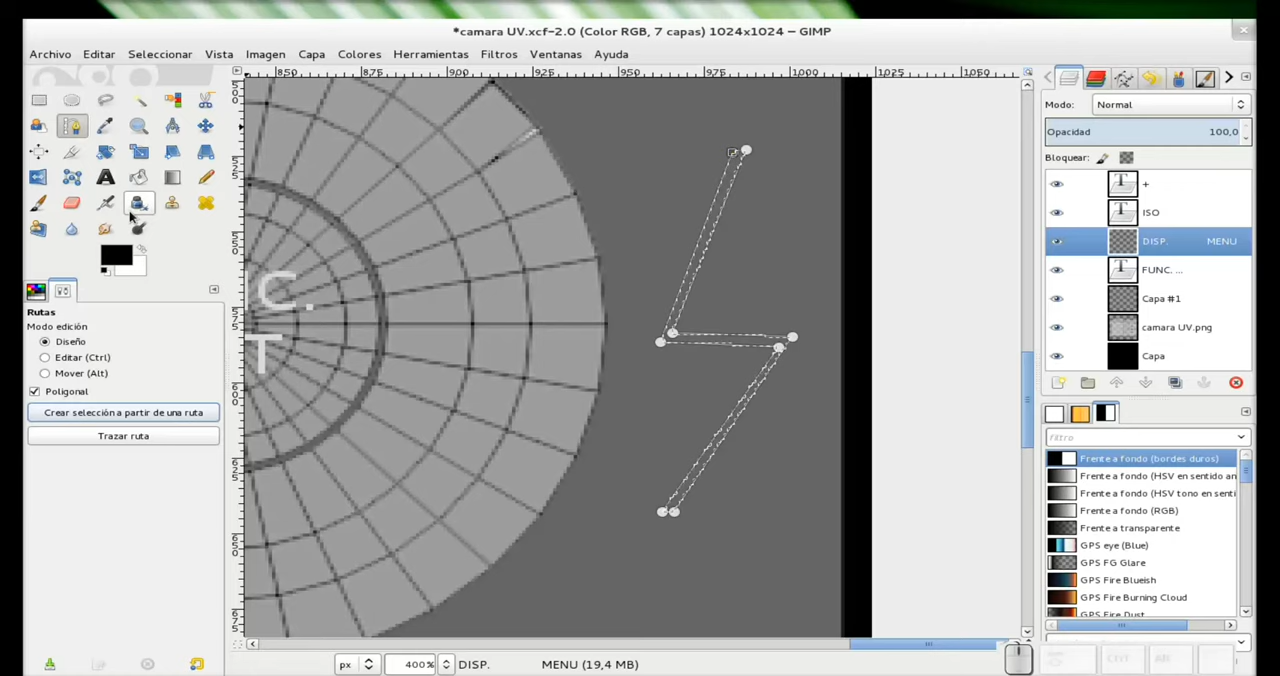 *camara UV.xcf-2.0 (Color RGB, 7 capas) 1024x1024 – GIMP
Archivo Editar Seleccionar Vista Imagen Capa Colores Herramientas Filtros Ventanas Ayuda
850 875 900 925 950 975 1000 1025 1050
Modo: Normal
Opacidad 100,0
Bloquear:
+
ISO
DISP. MENU
FUNC. ...
Capa #1
camara UV.png
Capa
C.
T
Rutas
Modo edición
Diseño
Editar (Ctrl)
Mover (Alt)
Poligonal
Crear selección a partir de una ruta
Trazar ruta
filtro
Frente a fondo (bordes duros)
Frente a fondo (HSV en sentido an
Frente a fondo (HSV tono en senti
Frente a fondo (RGB)
Frente a transparente
GPS eye (Blue)
GPS FG Glare
GPS Fire Blueish
GPS Fire Burning Cloud
GPS Fire Dust
px 400% DISP. MENU (19,4 MB)